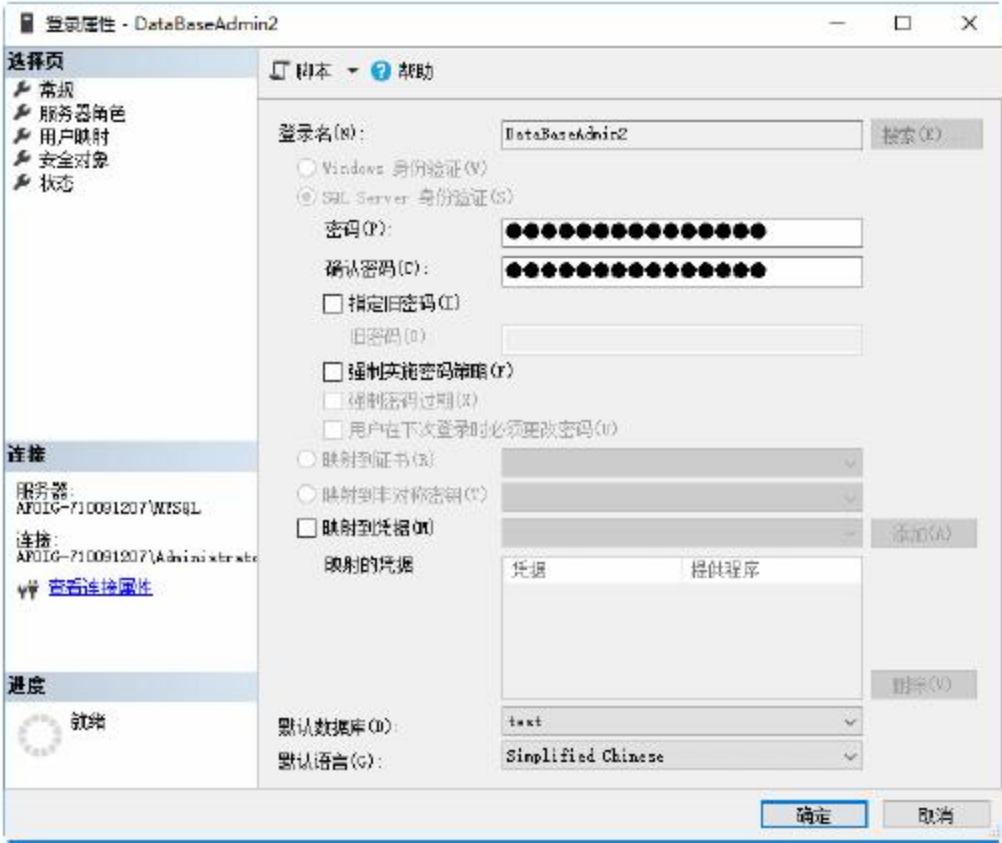 登录属性 - DataBaseAdmin2
选择页
常规
服务器角色
用户映射
安全对象
状态
脚本 帮助
登录名(N): DataBaseAdmin2 搜索(E)...
Windows 身份验证(W)
SQL Server 身份验证(S)
密码(P): ●●●●●●●●●●●●●●●
确认密码(C): ●●●●●●●●●●●●●●●
指定旧密码(I)
旧密码(O)
强制实施密码策略(F)
强制密码过期(X)
用户在下次登录时必须更改密码(U)
映射到证书(R)
映射到非对称密钥(T)
映射到凭据(M) 添加(A)
映射的凭据 凭据 提供程序
删除(V)
默认数据库(D): test
默认语言(G): Simplified Chinese
连接
服务器:
AFOIG-710091207\MYSQL
连接:
AFOIG-710091207\Administrato
查看连接属性
进度
就绪
确定 取消